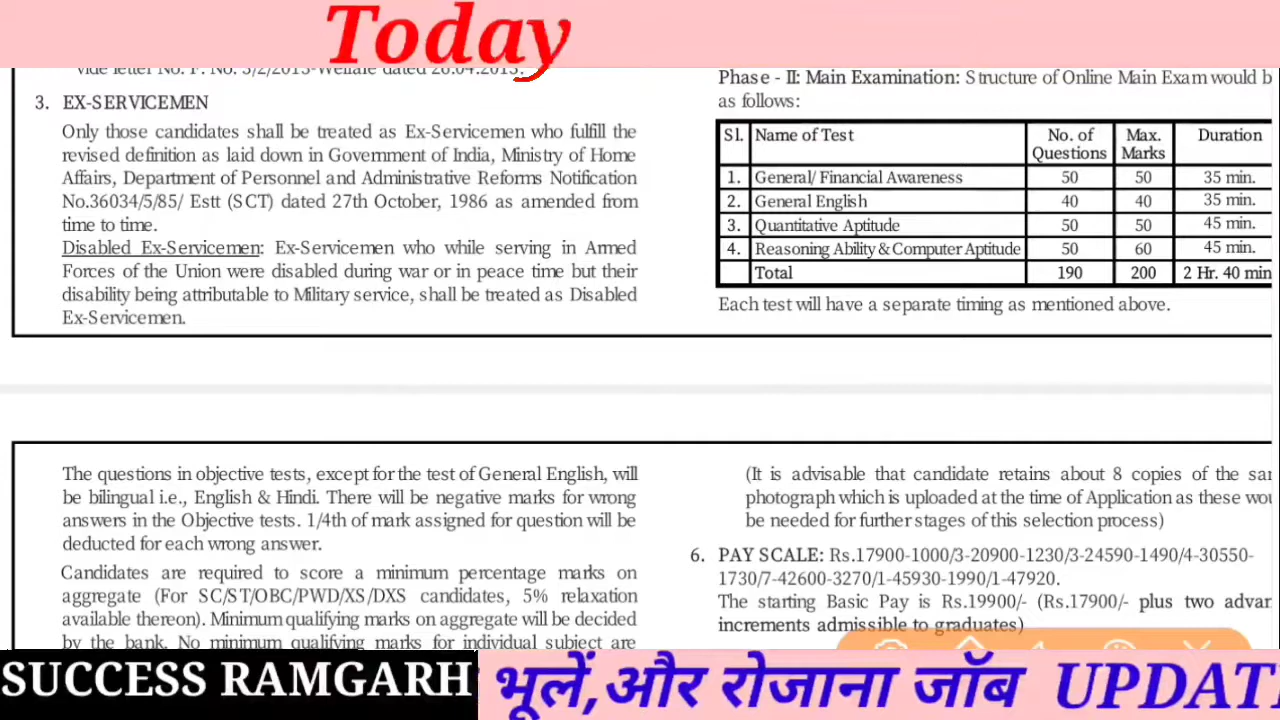 Today
vide letter No. F. No. 5/2/2013-Welfare dated 26.04.2013.
3. EX-SERVICEMEN
Only those candidates shall be treated as Ex-Servicemen who fulfill the
revised definition as laid down in Government of India, Ministry of Home
Affairs, Department of Personnel and Administrative Reforms Notification
No.36034/5/85/ Estt (SCT) dated 27th October, 1986 as amended from
time to time.
Disabled Ex-Servicemen: Ex-Servicemen who while serving in Armed
Forces of the Union were disabled during war or in peace time but their
disability being attributable to Military service, shall be treated as Disabled
Ex-Servicemen.
Phase - II: Main Examination: Structure of Online Main Exam would b
as follows:
Sl. Name of Test No. of Questions Max. Marks Duration
1. General/ Financial Awareness 50 50 35 min.
2. General English 40 40 35 min.
3. Quantitative Aptitude 50 50 45 min.
4. Reasoning Ability & Computer Aptitude 50 60 45 min.
Total 190 200 2 Hr. 40 min
Each test will have a separate timing as mentioned above.
The questions in objective tests, except for the test of General English, will
be bilingual i.e., English & Hindi. There will be negative marks for wrong
answers in the Objective tests. 1/4th of mark assigned for question will be
deducted for each wrong answer.
Candidates are required to score a minimum percentage marks on
aggregate (For SC/ST/OBC/PWD/XS/DXS candidates, 5% relaxation
available thereon). Minimum qualifying marks on aggregate will be decided
by the bank. No minimum qualifying marks for individual subject are
(It is advisable that candidate retains about 8 copies of the sam
photograph which is uploaded at the time of Application as these wou
be needed for further stages of this selection process)
6. PAY SCALE: Rs.17900-1000/3-20900-1230/3-24590-1490/4-30550-
1730/7-42600-3270/1-45930-1990/1-47920.
The starting Basic Pay is Rs.19900/- (Rs.17900/- plus two advan
increments admissible to graduates)
SUCCESS RAMGARH भूलें,और रोजाना जॉब UPDATE